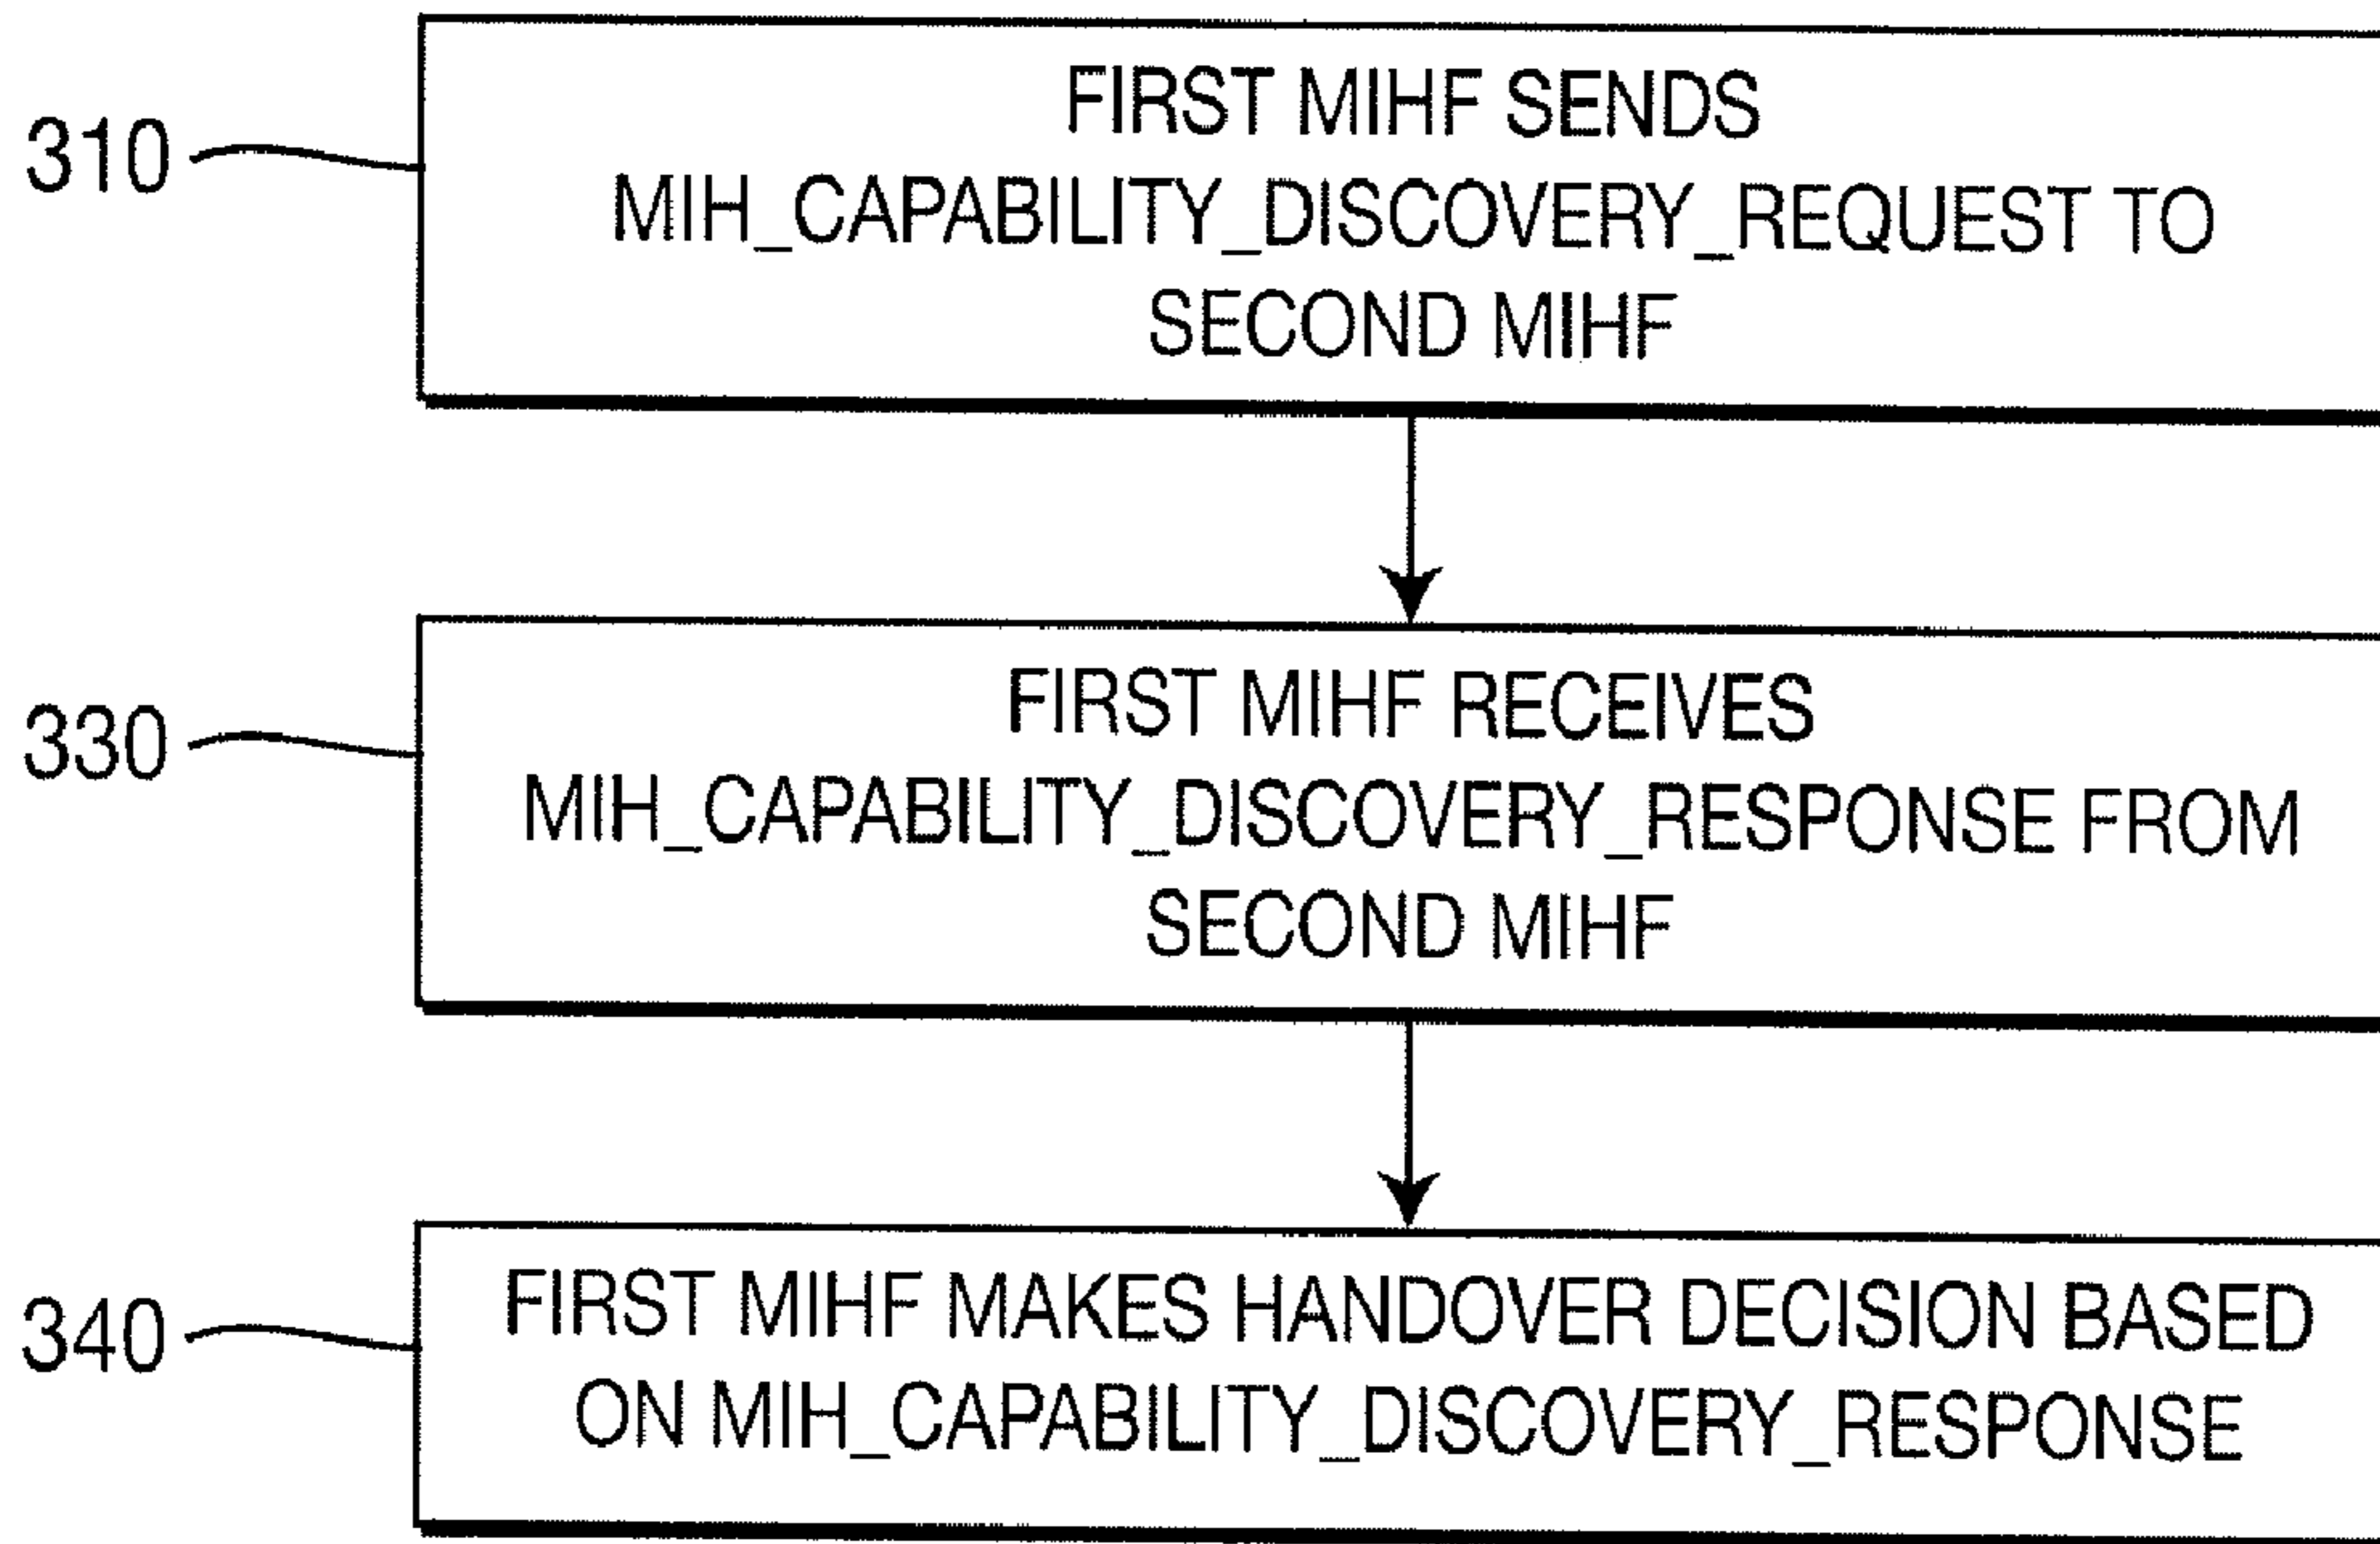 310
FIRST MIHF SENDS
MIH_CAPABILITY_DISCOVERY_REQUEST TO
SECOND MIHF
330
FIRST MIHF RECEIVES
MIH_CAPABILITY_DISCOVERY_RESPONSE FROM
SECOND MIHF
340
FIRST MIHF MAKES HANDOVER DECISION BASED
ON MIH_CAPABILITY_DISCOVERY_RESPONSE